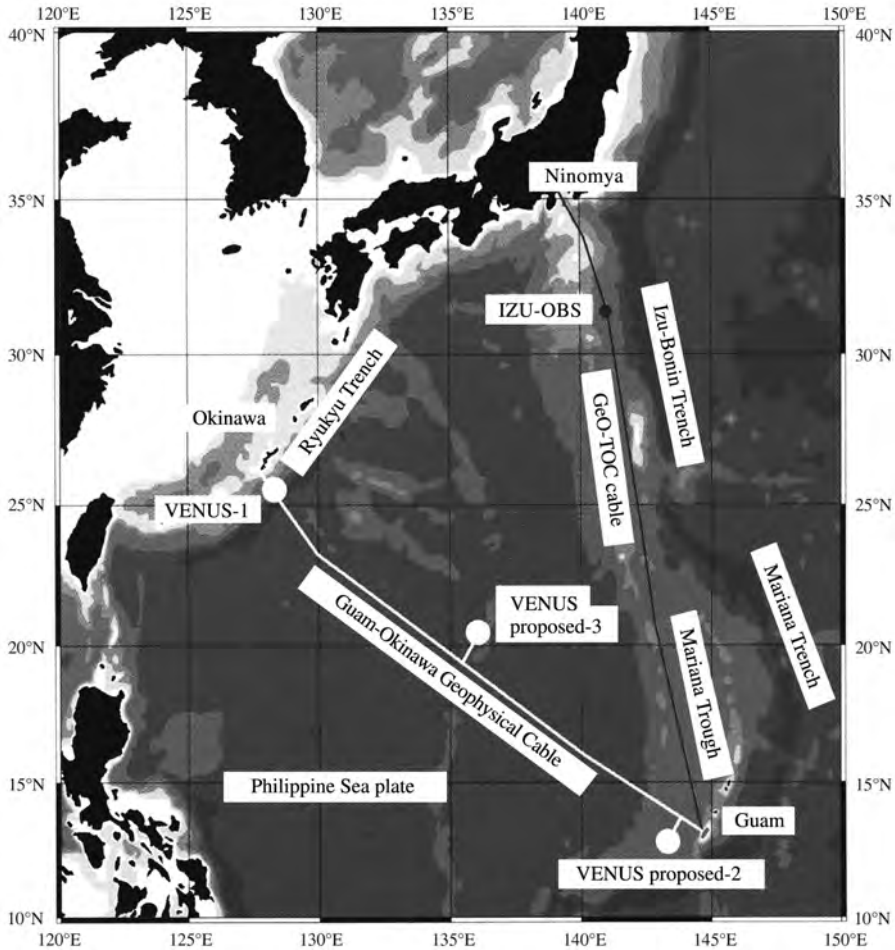 120°E 125°E 130°E 135°E 140°E 145°E 150°E
40°N 40°N
Ninomya
35°N 35°N
IZU-OBS
Izu-Bonin Trench
30°N 30°N
Ryukyu Trench
Okinawa
GeO-TOC cable
VENUS-1
25°N 25°N
VENUS
proposed-3
Guam-Okinawa Geophysical Cable
Mariana Trench
20°N 20°N
Mariana Trough
Philippine Sea plate
15°N 15°N
Guam
VENUS proposed-2
10°N 10°N
120°E 125°E 130°E 135°E 140°E 145°E 150°E